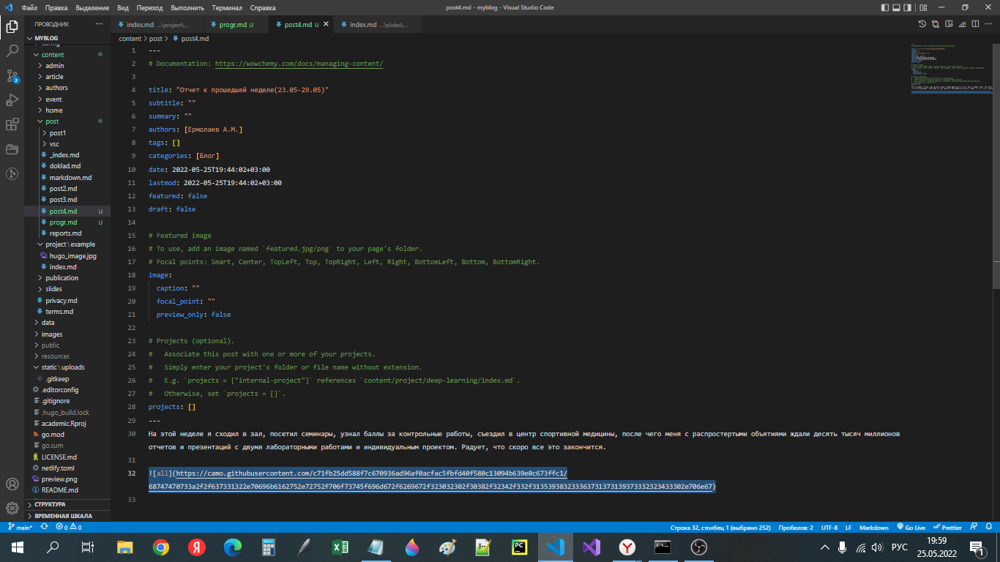 Файл Правка Выделение Вид Переход Выполнить Терминал Справка
post4.md - myblog - Visual Studio Code
ПРОВОДНИК ···
index.md ...\project\...
progr.md U
post4.md U
index.md ...\slides\...
MYBLOG
content > post > post4.md
config
content
admin
article
authors
event
home
post
post1
vsc
_index.md
doklad.md
markdown.md
post2.md
post3.md
post4.md U
progr.md U
reports.md
project\example
hugo_image.jpg
index.md
publication
slides
privacy.md
terms.md
data
images
public
resources
static\uploads
.gitkeep
.editorconfig
.gitignore
.hugo_build.lock
academic.Rproj
go.mod
go.sum
LICENSE.md
netlify.toml
preview.png
README.md
СТРУКТУРА
ВРЕМЕННАЯ ШКАЛА
2
1 ---
2 # Documentation: https://wowchemy.com/docs/managing-content/
3
4 title: "Отчет к прошедшей неделе(23.05-29.05)"
5 subtitle: ""
6 summary: ""
7 authors: [Ермолаев А.М.]
8 tags: []
9 categories: [Блог]
10 date: 2022-05-25T19:44:02+03:00
11 lastmod: 2022-05-25T19:44:02+03:00
12 featured: false
13 draft: false
14
15 # Featured image
16 # To use, add an image named `featured.jpg/png` to your page's folder.
17 # Focal points: Smart, Center, TopLeft, Top, TopRight, Left, Right, BottomLeft, Bottom, BottomRight.
18 image:
19 caption: ""
20 focal_point: ""
21 preview_only: false
22
23 # Projects (optional).
24 # Associate this post with one or more of your projects.
25 # Simply enter your project's folder or file name without extension.
26 # E.g. `projects = ["internal-project"]` references `content/project/deep-learning/index.md`.
27 # Otherwise, set `projects = []`.
28 projects: []
29 ---
30 На этой неделе я сходил в зал, посетил семинары, узнал баллы за контрольные работы, съездил в центр спортивной медицины, после чего меня с распростертыми объятиями ждали десять тысяч миллионов
отчетов и презентаций с двумя лабораторными работами и индивидуальным проектом. Радует, что скоро все это закончится.
31
32 ![all](https://camo.githubusercontent.com/c71fb25dd588f7c670936ad96af0acfac5fbfd40f580c13094b639e0c673ffc1/
68747470733a2f2f637331322e70696b6162752e72752f706f73745f696d672f6269672f323032302f30382f32342f332f3135393832333637313731393733323234333302e706e67)
33
main* 0 0
Строка 32, столбец 1 (выбрано 252) Пробелов: 2 UTF-8 LF Markdown Go Live Prettier
РУС 19:59
25.05.2022
1